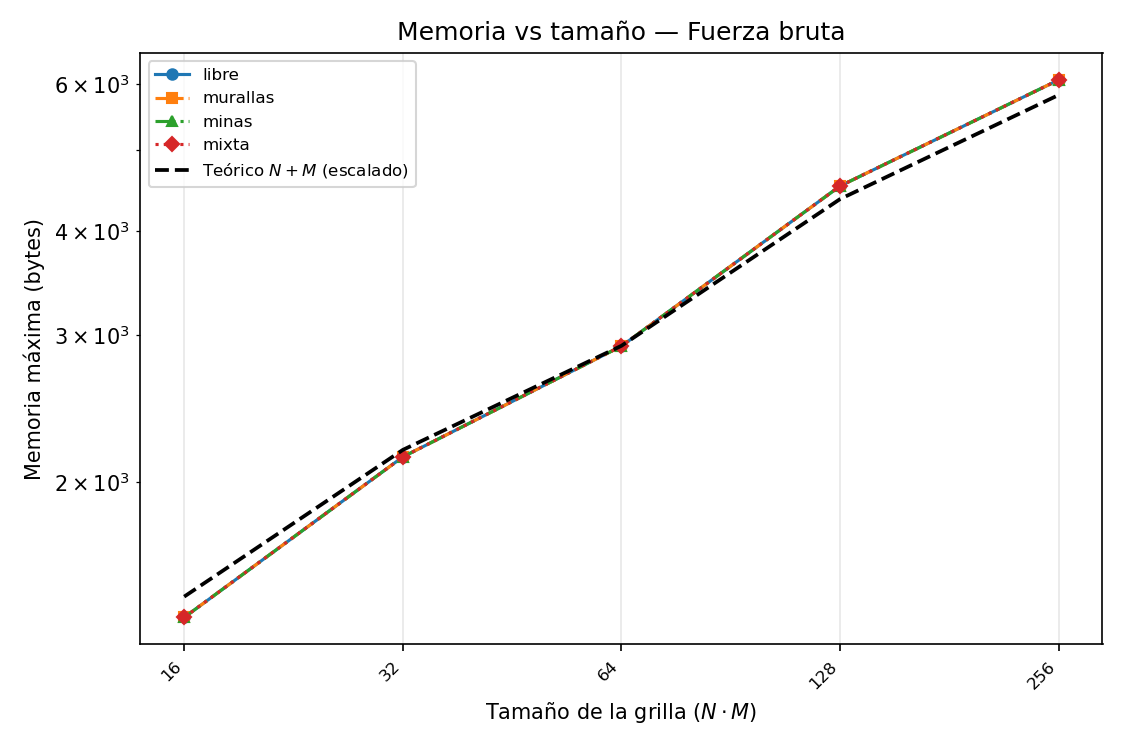 Memoria vs tamaño — Fuerza bruta
libre
murallas
minas
mixta
Teórico N + M (escalado)
6 × 10³
4 × 10³
3 × 10³
2 × 10³
Memoria máxima (bytes)
16
32
64
128
256
Tamaño de la grilla (N · M)